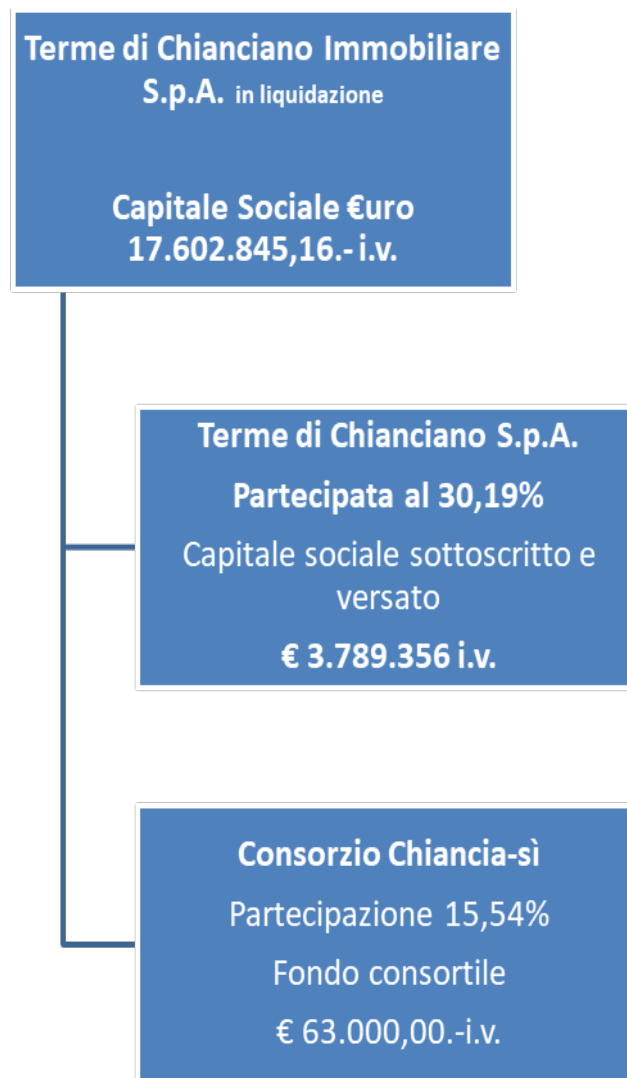 Terme di Chianciano Immobiliare
S.p.A. in liquidazione
Capitale Sociale €uro
17.602.845,16.- i.v.
Terme di Chianciano S.p.A.
Partecipata al 30,19%
Capitale sociale sottoscritto e
versato
€ 3.789.356 i.v.
Consorzio Chiancia-sì
Partecipazione 15,54%
Fondo consortile
€ 63.000,00.-i.v.